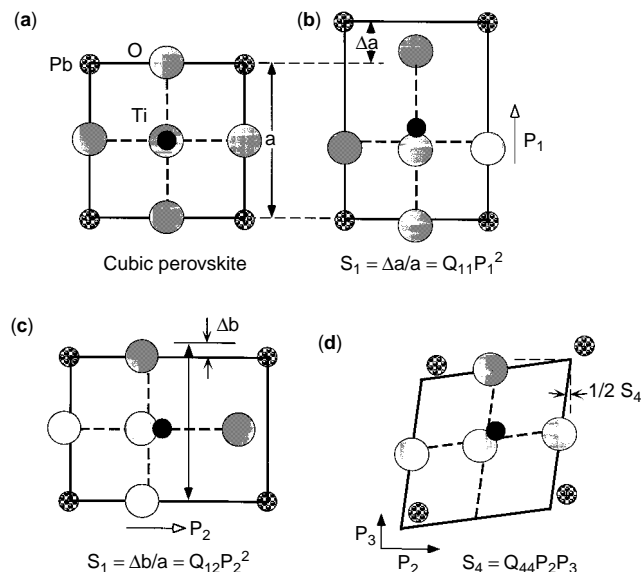 (a)
Pb
O
Ti
a
Cubic perovskite
(b)
Δa
P₁
S₁ = Δa/a = Q₁₁P₁²
(c)
Δb
P₂
S₁ = Δb/a = Q₁₂P₂²
(d)
1/2 S₄
P₃
P₂
S₄ = Q₄₄P₂P₃